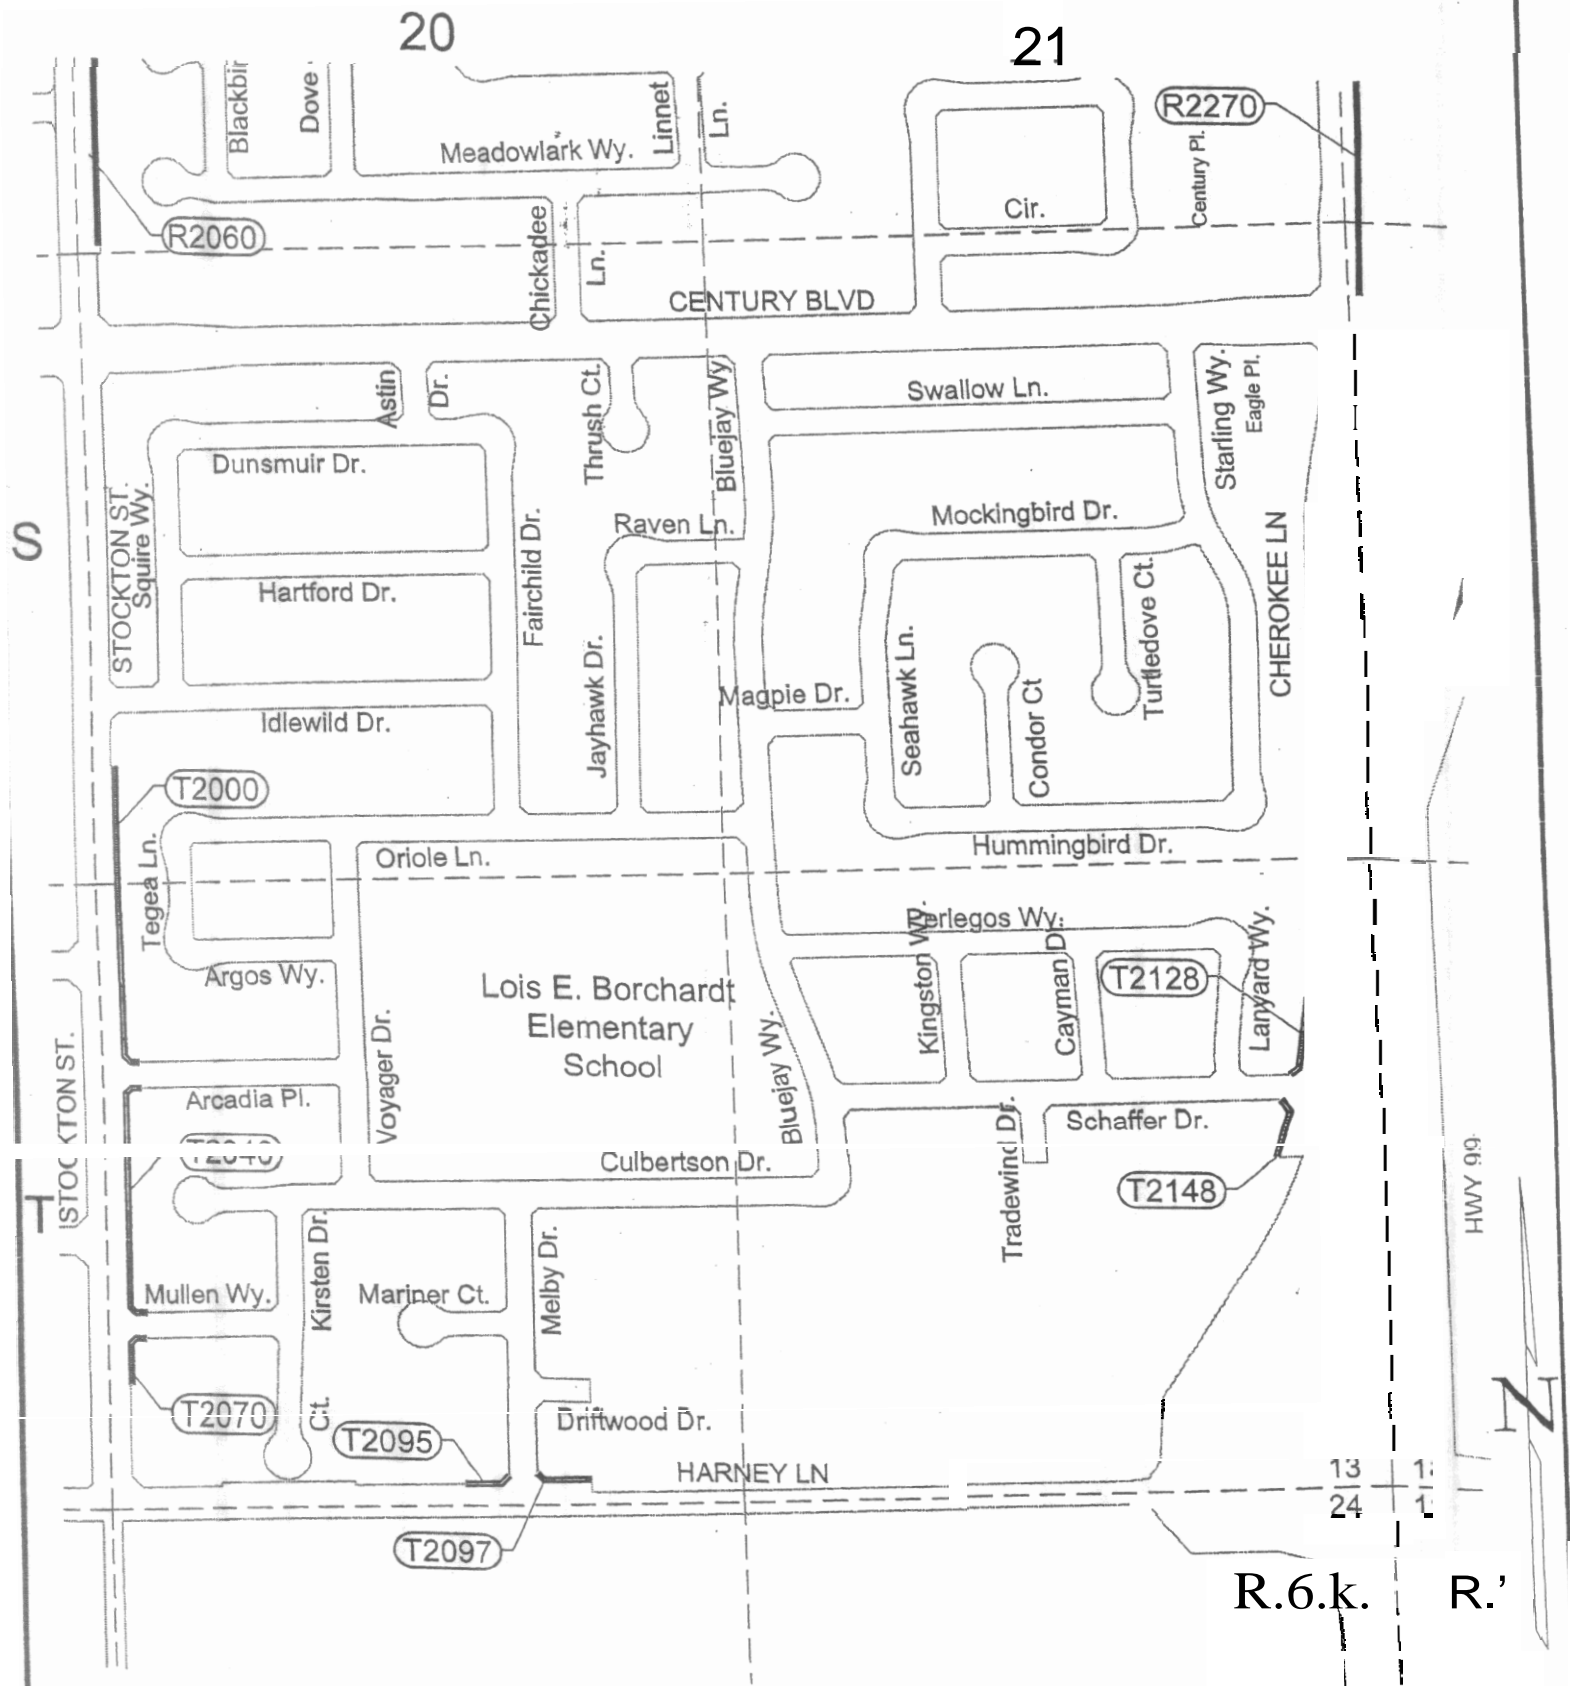 20
21
R2270
Blackbir
Dove
Linnet
Ln.
Meadowlark Wy.
Century Pl.
Cir.
R2060
Chickadee
Ln.
CENTURY BLVD
Astin
Dr.
Thrush Ct.
Bluejay Wy.
Swallow Ln.
Starling Wy.
Eagle Pl.
Dunsmuir Dr.
STOCKTON ST.
Squire Wy.
S
Fairchild Dr.
Raven Ln.
Mockingbird Dr.
Hartford Dr.
Jayhawk Dr.
Seahawk Ln.
Turtledove Ct.
CHEROKEE LN
Magpie Dr.
Condor Ct
Idlewild Dr.
T2000
Tegea Ln.
Oriole Ln.
Hummingbird Dr.
Perlegos Wy.
Kingston Wy.
Cayman Dr.
Lanyard Wy.
T2128
Argos Wy.
Lois E. Borchardt
Elementary
School
Voyager Dr.
Bluejay Wy.
STOCKTON ST.
Arcadia Pl.
T2040
Culbertson Dr.
Tradewind Dr.
Schaffer Dr.
T2148
T
HWY 99
Mullen Wy.
Kirsten Dr.
Mariner Ct.
Melby Dr.
T2070
Ct.
T2095
Driftwood Dr.
HARNEY LN
N
13
24
T2097
R.6.k.
R.’